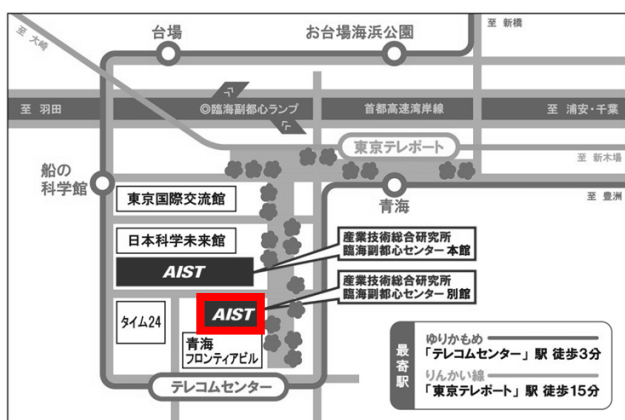 至 新橋
台場
お台場海浜公園
至 大崎
至 羽田
◎臨海副都心ランプ
首都高速湾岸線
至 浦安・千葉
東京テレポート
至 新木場
船の
科学館
青海
至 豊洲
東京国際交流館
日本科学未来館
産業技術総合研究所
臨海副都心センター 本館
AIST
産業技術総合研究所
臨海副都心センター 別館
AIST
タイム24
青海
フロンティアビル
テレコムセンター
最寄駅
ゆりかもめ
「テレコムセンター」駅 徒歩3分
りんかい線
「東京テレポート」駅 徒歩15分